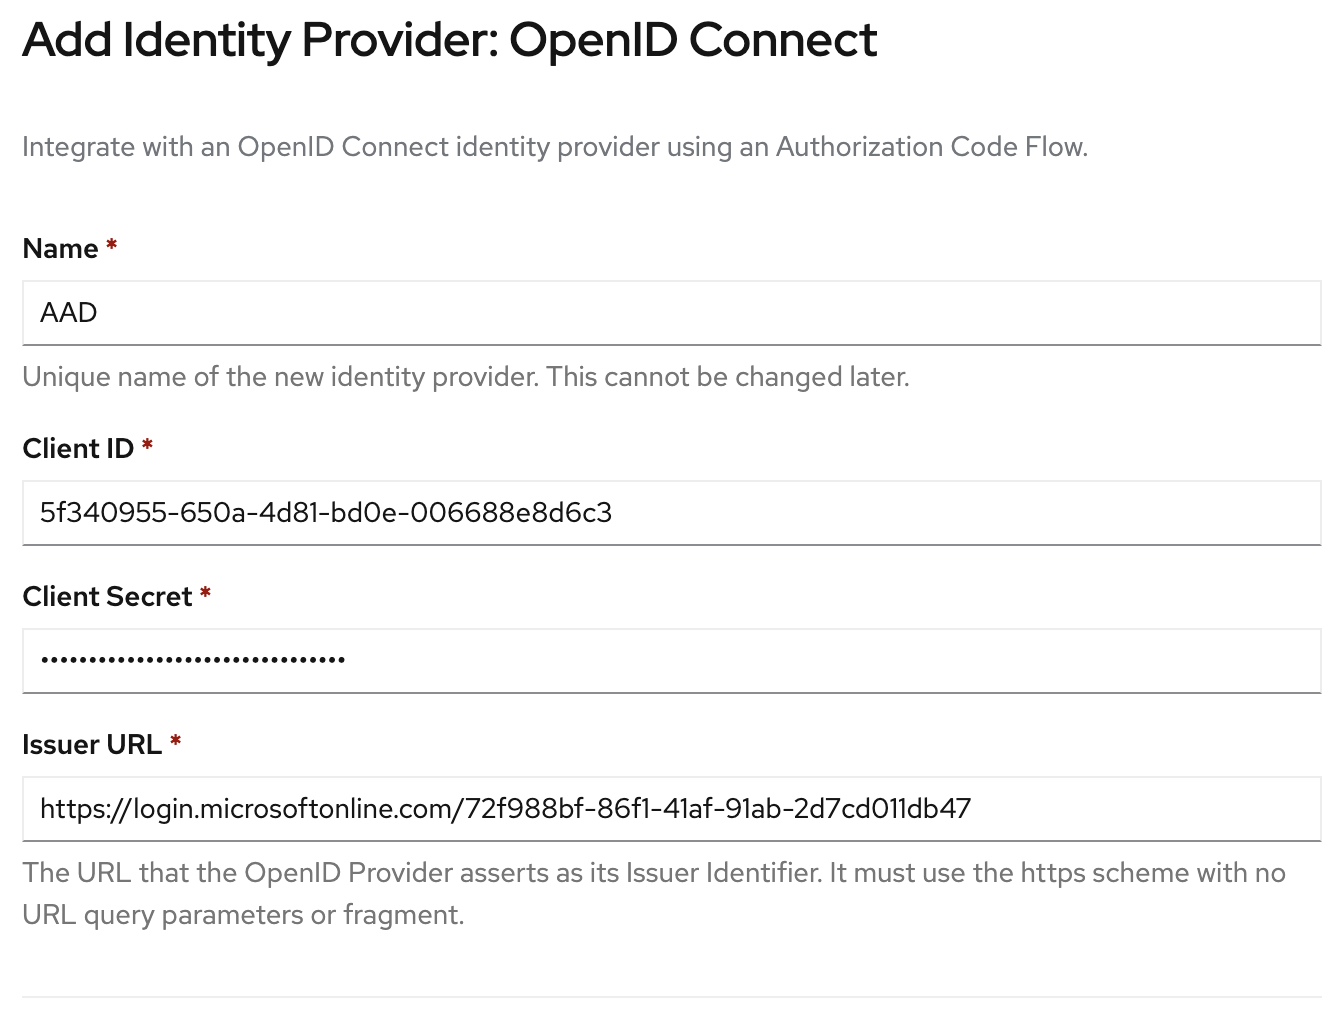 Add Identity Provider: OpenID Connect
Integrate with an OpenID Connect identity provider using an Authorization Code Flow.
Name *
AAD
Unique name of the new identity provider. This cannot be changed later.
Client ID *
5f340955-650a-4d81-bd0e-006688e8d6c3
Client Secret *
••••••••••••••••••••••••••••••••
Issuer URL *
https://login.microsoftonline.com/72f988bf-86f1-41af-91ab-2d7cd011db47
The URL that the OpenID Provider asserts as its Issuer Identifier. It must use the https scheme with no
URL query parameters or fragment.